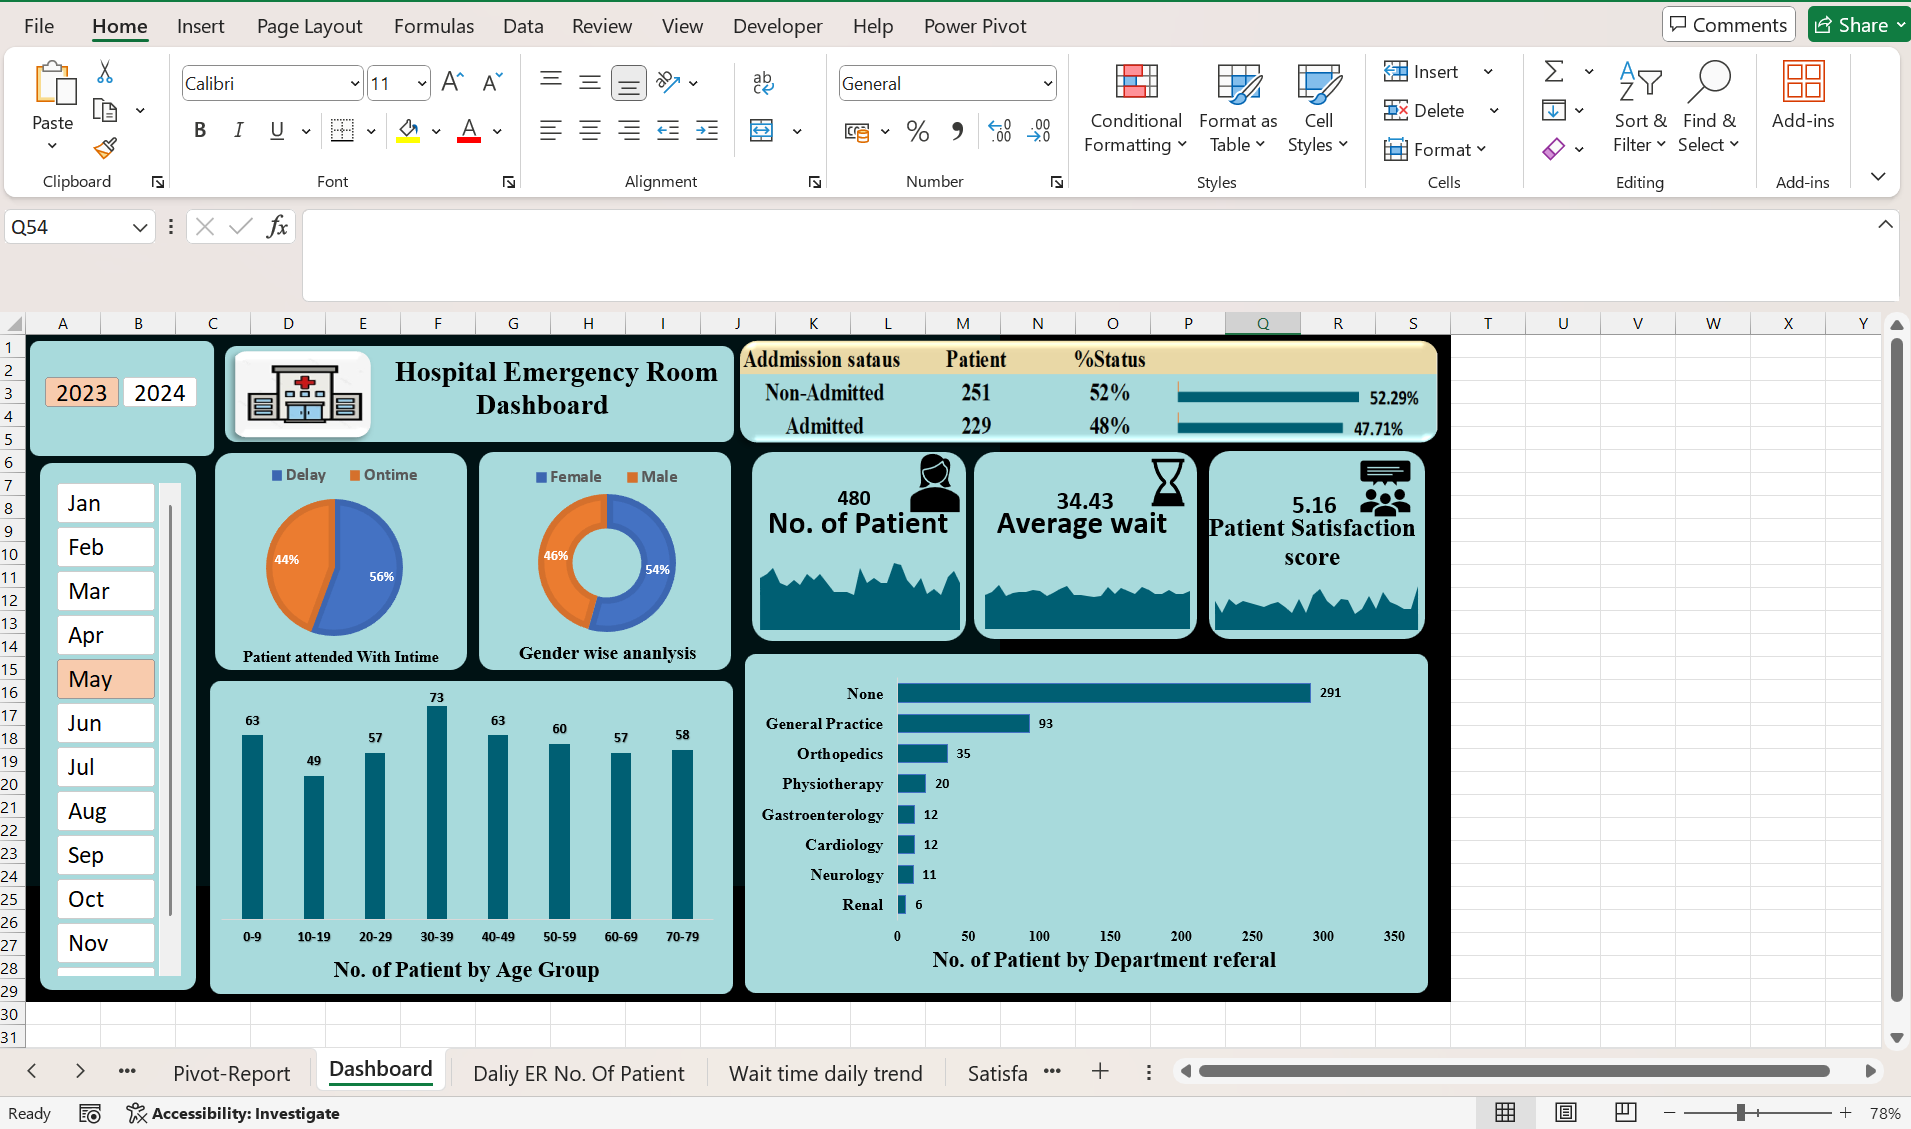 File Home Insert Page Layout Formulas Data Review View Developer Help Power Pivot Comments Share
Calibri 11 ab General Insert Σ
Paste B I U A % Conditional Formatting Format as Table Cell Styles Delete Sort & Filter Find & Select Add-ins
Format
Clipboard Font Alignment Number Styles Cells Editing Add-ins
Q54 fx
A B C D E F G H I J K L M N O P Q R S T U V W X Y
1
2
3
4
5
6
7
8
9
10
11
12
13
14
15
16
17
18
19
20
21
22
23
24
25
26
27
28
29
30
31
2023 2024
Hospital Emergency Room
Dashboard
Addmission sataus Patient %Status
Non-Admitted 251 52% 52.29%
Admitted 229 48% 47.71%
Jan
Feb
Mar
Apr
May
Jun
Jul
Aug
Sep
Oct
Nov
Delay Ontime
44%
56%
Patient attended With Intime
Female Male
46%
54%
Gender wise ananlysis
480
No. of Patient
34.43
Average wait
5.16
Patient Satisfaction
score
63 49 57 73 63 60 57 58
0-9 10-19 20-29 30-39 40-49 50-59 60-69 70-79
No. of Patient by Age Group
None 291
General Practice 93
Orthopedics 35
Physiotherapy 20
Gastroenterology 12
Cardiology 12
Neurology 11
Renal 6
0 50 100 150 200 250 300 350
No. of Patient by Department referal
Pivot-Report Dashboard Daliy ER No. Of Patient Wait time daily trend Satisfa
Ready Accessibility: Investigate 78%